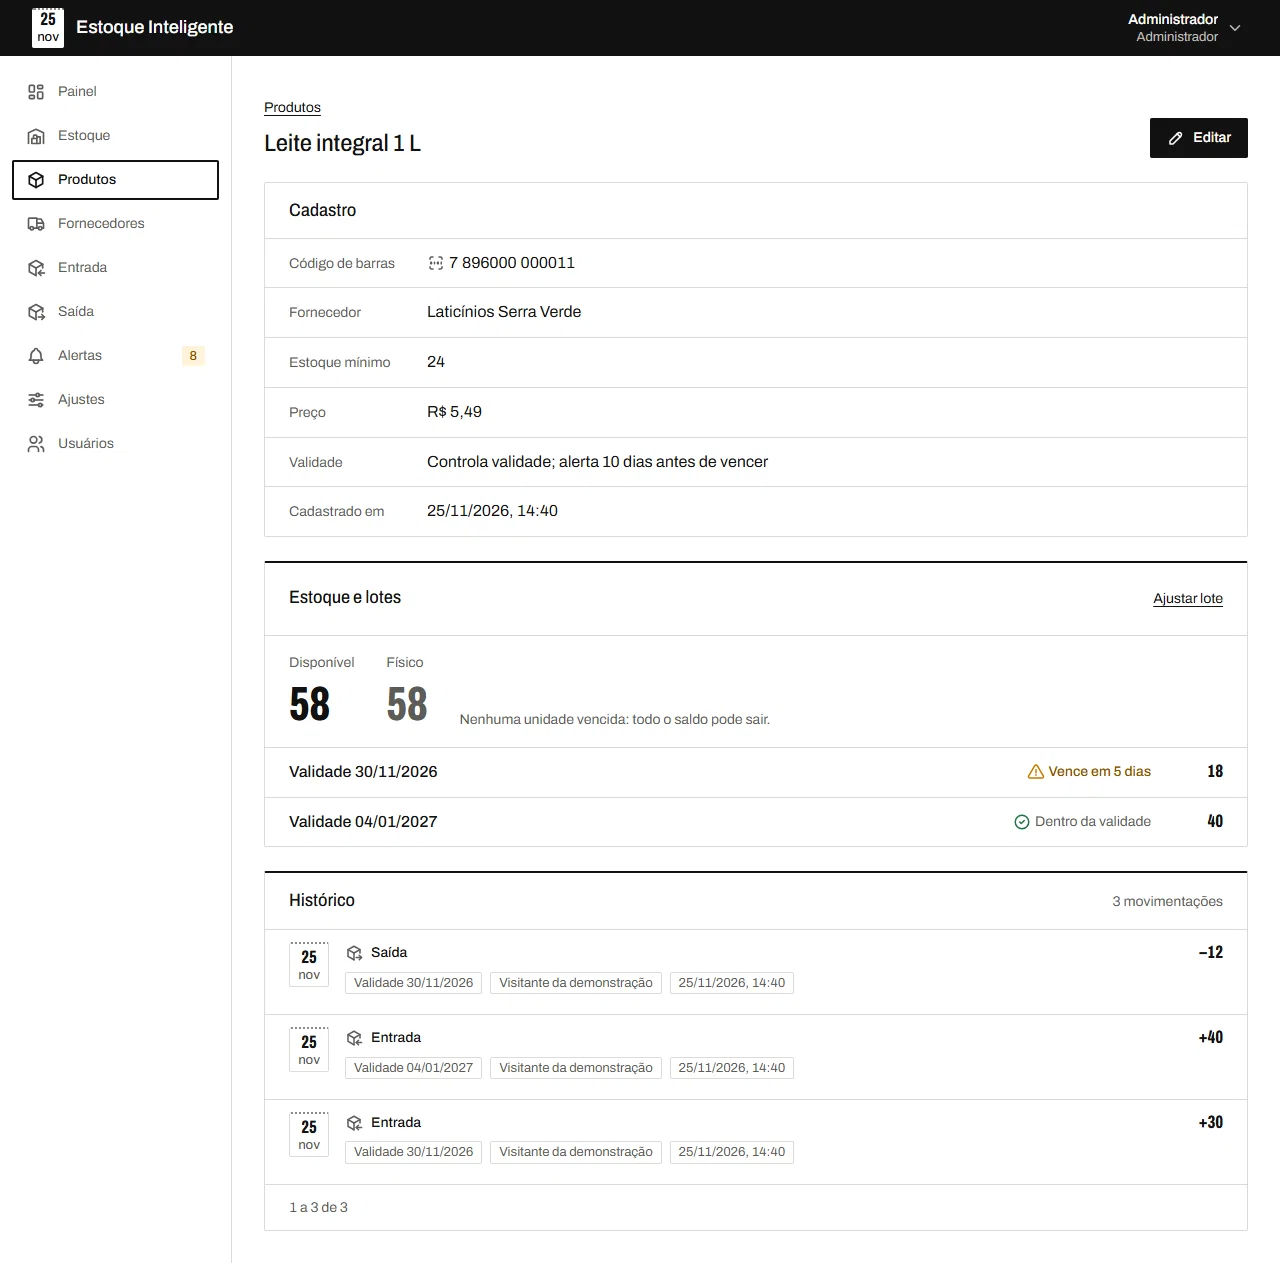 25
nov
Estoque Inteligente
Administrador
Administrador
Painel
Estoque
Produtos
Fornecedores
Entrada
Saída
Alertas 8
Ajustes
Usuários
Produtos
Leite integral 1 L
Editar
Cadastro
Código de barras 7 896000 000011
Fornecedor Laticínios Serra Verde
Estoque mínimo 24
Preço R$ 5,49
Validade Controla validade; alerta 10 dias antes de vencer
Cadastrado em 25/11/2026, 14:40
Estoque e lotes Ajustar lote
Disponível Físico
58 58 Nenhuma unidade vencida: todo o saldo pode sair.
Validade 30/11/2026 Vence em 5 dias 18
Validade 04/01/2027 Dentro da validade 40
Histórico 3 movimentações
25
nov
Saída −12
Validade 30/11/2026 Visitante da demonstração 25/11/2026, 14:40
25
nov
Entrada +40
Validade 04/01/2027 Visitante da demonstração 25/11/2026, 14:40
25
nov
Entrada +30
Validade 30/11/2026 Visitante da demonstração 25/11/2026, 14:40
1 a 3 de 3